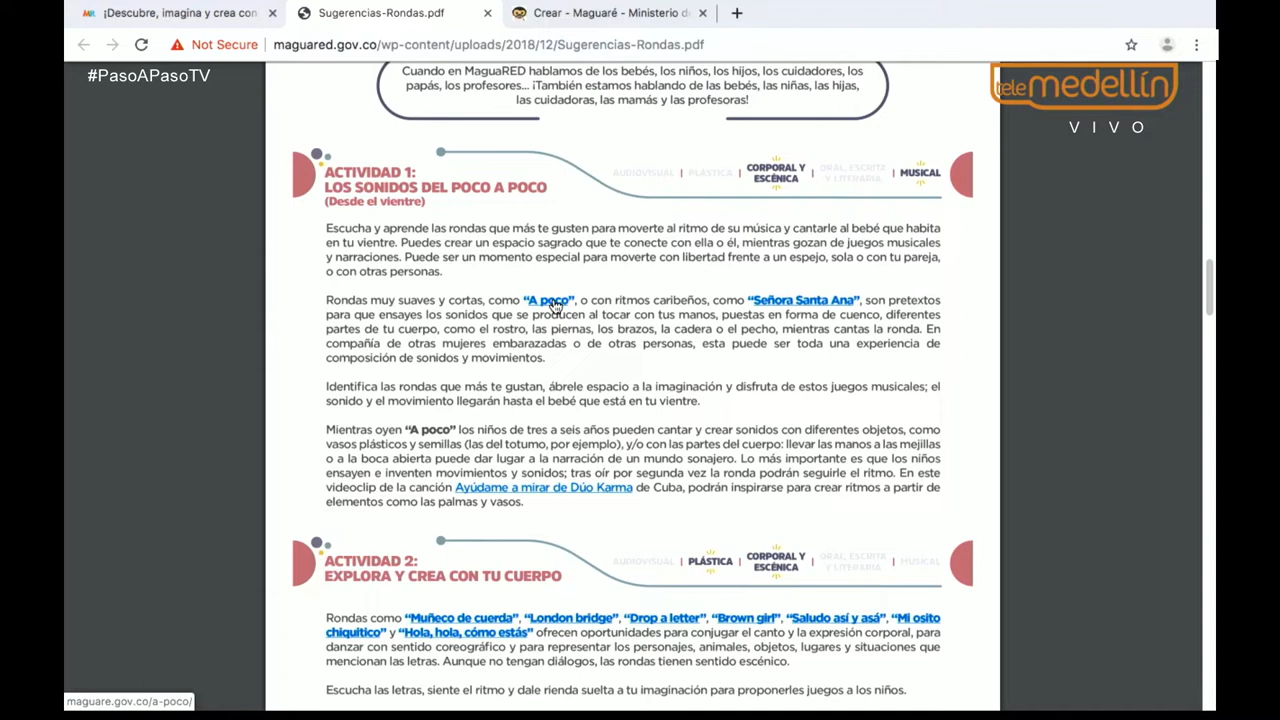 ¡Descubre, imagina y crea con
Sugerencias-Rondas.pdf
Crear - Maguaré - Ministerio d
Not Secure
maguared.gov.co/wp-content/uploads/2018/12/Sugerencias-Rondas.pdf
#PasoAPasoTV
tele medellín
VIVO
Cuando en MaguaRED hablamos de los bebés, los niños, los hijos, los cuidadores, los
papás, los profesores... ¡También estamos hablando de las bebés, las niñas, las hijas,
las cuidadoras, las mamás y las profesoras!
ACTIVIDAD 1:
LOS SONIDOS DEL POCO A POCO
(Desde el vientre)
AUDIOVISUAL | PLÁSTICA | CORPORAL Y ESCÉNICA | ORAL, ESCRITA Y LITERARIA | MUSICAL
Escucha y aprende las rondas que más te gusten para moverte al ritmo de su música y cantarle al bebé que habita
en tu vientre. Puedes crear un espacio sagrado que te conecte con ella o él, mientras gozan de juegos musicales
y narraciones. Puede ser un momento especial para moverte con libertad frente a un espejo, sola o con tu pareja,
o con otras personas.
Rondas muy suaves y cortas, como “A poco”, o con ritmos caribeños, como “Señora Santa Ana”, son pretextos
para que ensayes los sonidos que se producen al tocar con tus manos, puestas en forma de cuenco, diferentes
partes de tu cuerpo, como el rostro, las piernas, los brazos, la cadera o el pecho, mientras cantas la ronda. En
compañía de otras mujeres embarazadas o de otras personas, esta puede ser toda una experiencia de
composición de sonidos y movimientos.
Identifica las rondas que más te gustan, ábrele espacio a la imaginación y disfruta de estos juegos musicales; el
sonido y el movimiento llegarán hasta el bebé que está en tu vientre.
Mientras oyen “A poco” los niños de tres a seis años pueden cantar y crear sonidos con diferentes objetos, como
vasos plásticos y semillas (las del totumo, por ejemplo), y/o con las partes del cuerpo: llevar las manos a las mejillas
o a la boca abierta puede dar lugar a la narración de un mundo sonajero. Lo más importante es que los niños
ensayen e inventen movimientos y sonidos; tras oír por segunda vez la ronda podrán seguirle el ritmo. En este
videoclip de la canción Ayúdame a mirar de Dúo Karma de Cuba, podrán inspirarse para crear ritmos a partir de
elementos como las palmas y vasos.
ACTIVIDAD 2:
EXPLORA Y CREA CON TU CUERPO
AUDIOVISUAL | PLÁSTICA | CORPORAL Y ESCÉNICA | ORAL, ESCRITA Y LITERARIA | MUSICAL
Rondas como “Muñeco de cuerda”, “London bridge”, “Drop a letter”, “Brown girl”, “Saludo así y asá”, “Mi osito
chiquitico” y “Hola, hola, cómo estás” ofrecen oportunidades para conjugar el canto y la expresión corporal, para
danzar con sentido coreográfico y para representar los personajes, animales, objetos, lugares y situaciones que
mencionan las letras. Aunque no tengan diálogos, las rondas tienen sentido escénico.
Escucha las letras, siente el ritmo y dale rienda suelta a tu imaginación para proponerles juegos a los niños.
maguare.gov.co/a-poco/